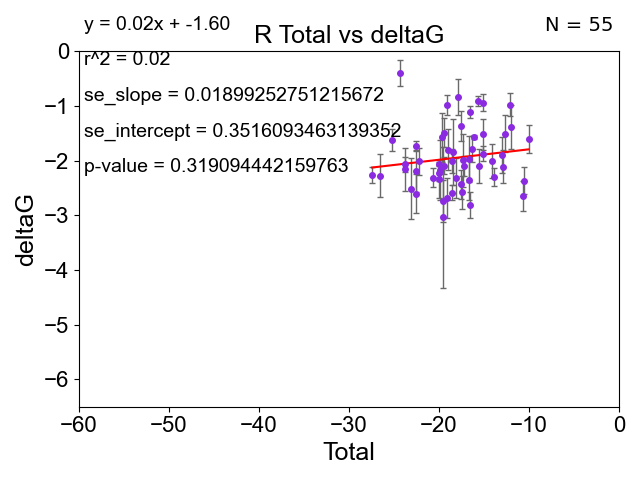 y = 0.02x + -1.60
N = 55
R Total vs deltaG
r^2 = 0.02
se_slope = 0.01899252751215672
se_intercept = 0.3516093463139352
p-value = 0.319094442159763
deltaG
0
−1
−2
−3
−4
−5
−6
−60
−50
−40
−30
−20
−10
0
Total